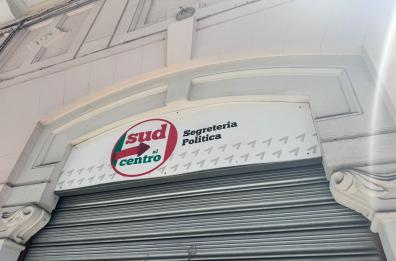 sud
al
centro
Segreteria
Politica